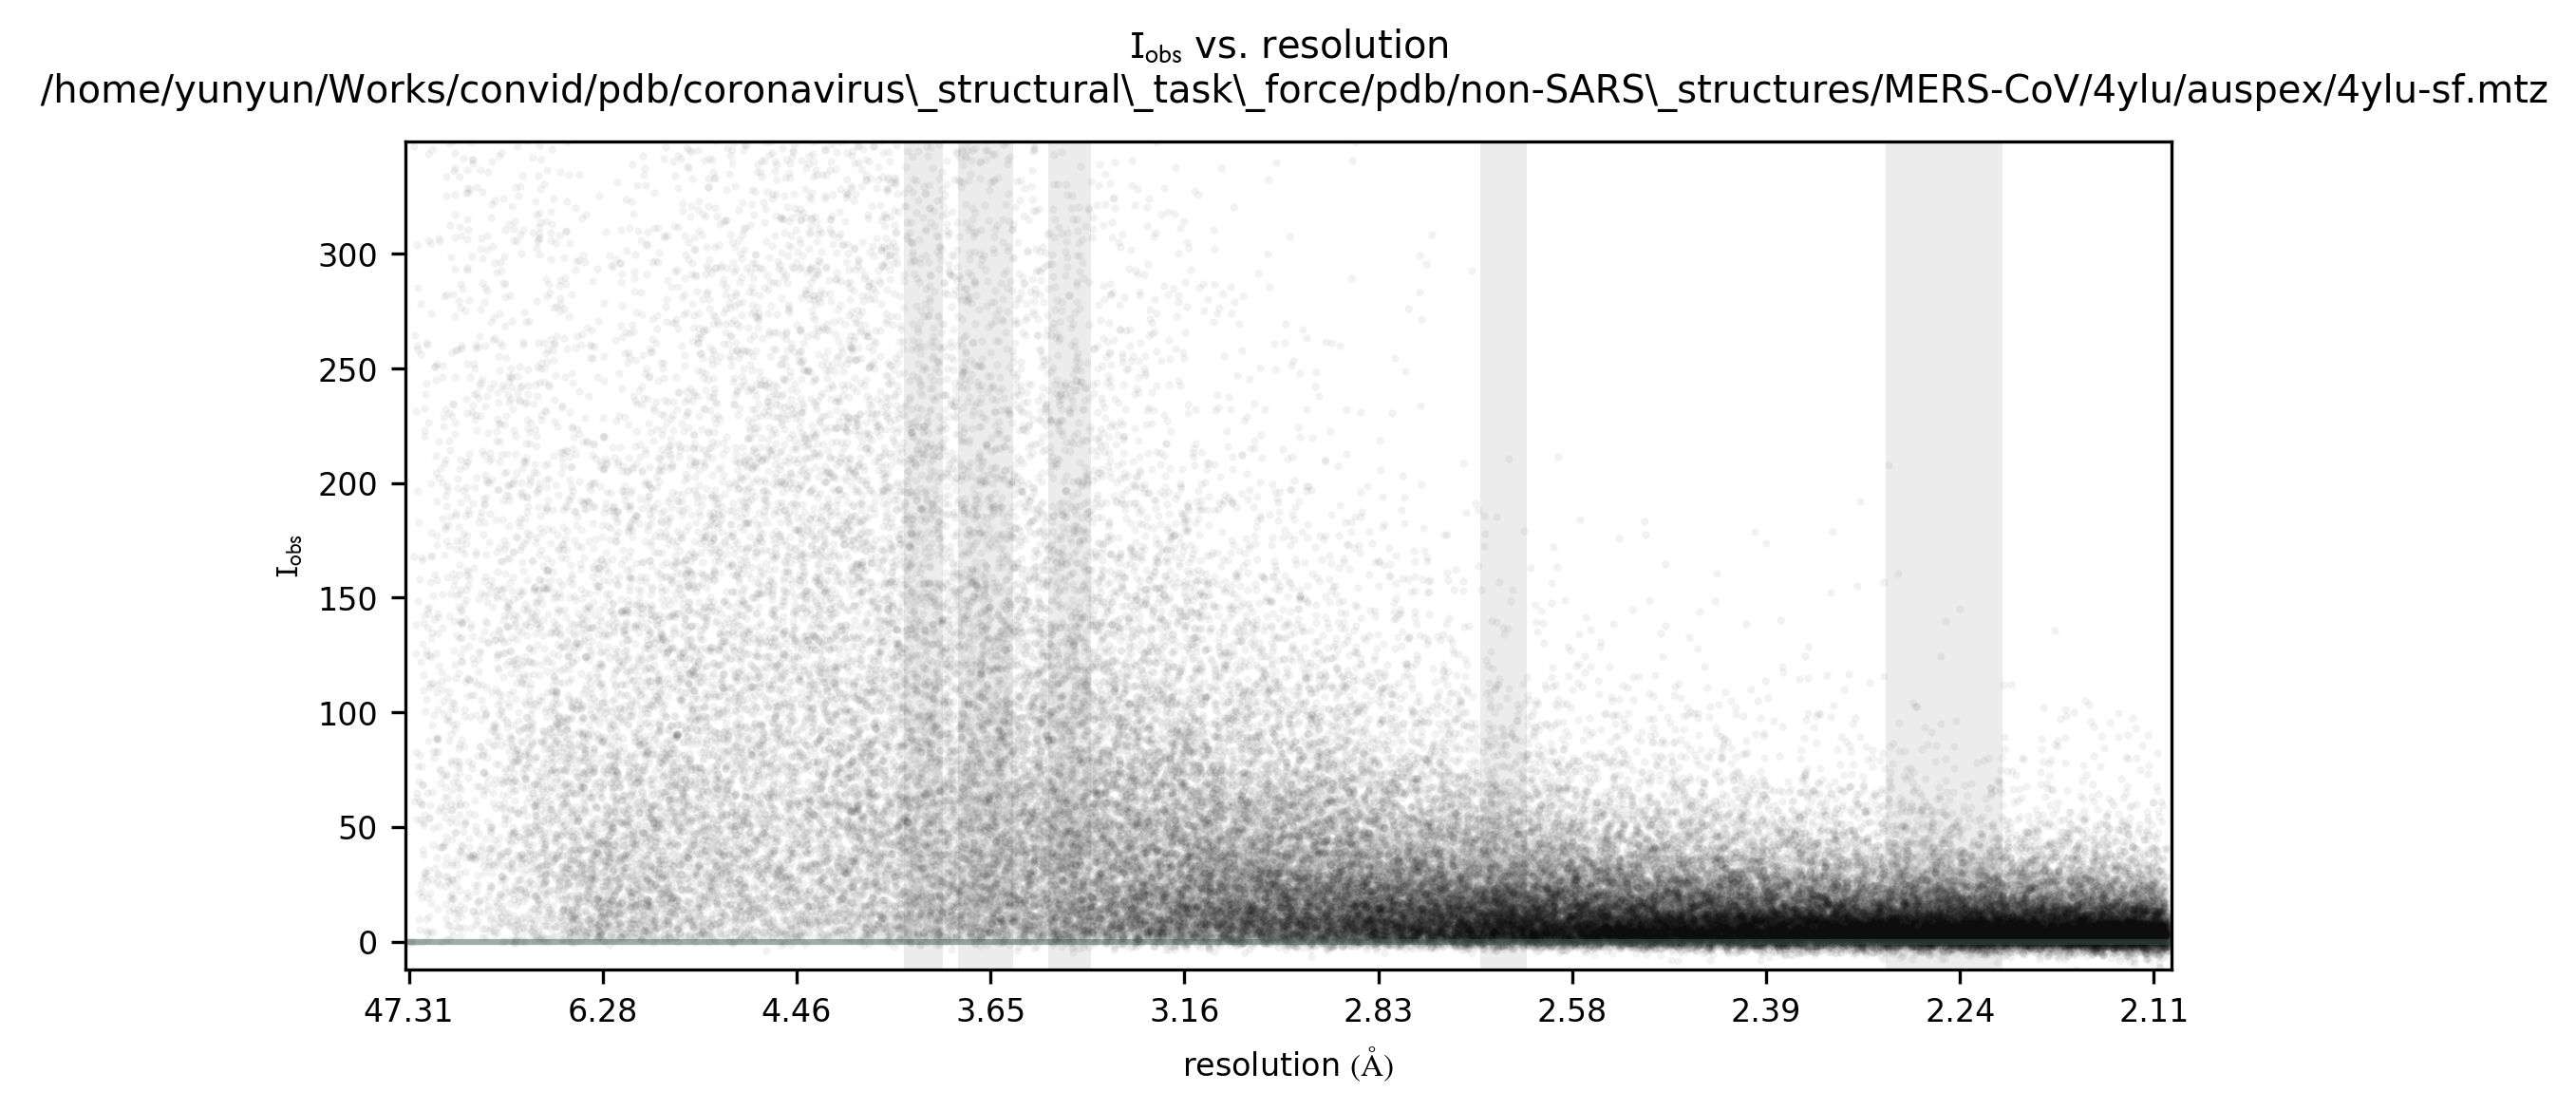 Iobs vs. resolution
/home/yunyun/Works/convid/pdb/coronavirus\_structural\_task\_force/pdb/non-SARS\_structures/MERS-CoV/4ylu/auspex/4ylu-sf.mtz
300
250
200
150
100
50
0
Iobs
47.31 6.28 4.46 3.65 3.16 2.83 2.58 2.39 2.24 2.11
resolution (Å)